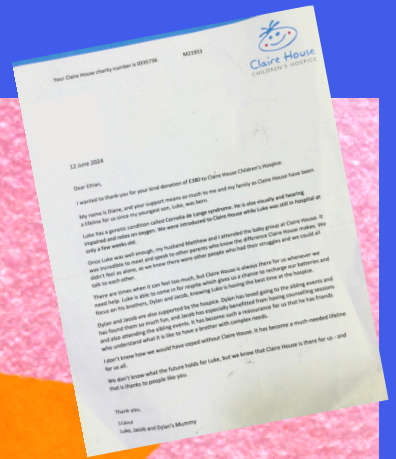 Your Claire House charity number is 0335736 M21953
Claire House
CHILDREN'S HOSPICE
12 June 2024
Dear Ethan,
I wanted to thank you for your kind donation of £380 to Claire House Children's Hospice.
My name is Diane, and your support means so much to me and my family as Claire House have been
a lifeline for us since my youngest son, Luke, was born.
Luke has a genetic condition called Cornelia de Lange syndrome. He is also visually and hearing
impaired and relies on oxygen. We were introduced to Claire House while Luke was still in hospital at
only a few weeks old.
Once Luke was well enough, my husband Matthew and I attended the baby group at Claire House. It
was incredible to meet and speak to other parents who know the difference Claire House makes. We
didn't feel as alone, as we knew there were other people who had their struggles and we could all
talk to each other.
There are times when it can feel too much, but Claire House is always there for us whenever we
need help. Luke is able to come in for respite which gives us a chance to recharge our batteries and
focus on his brothers, Dylan and Jacob, knowing Luke is having the best time at the hospice.
Dylan and Jacob are also supported by the hospice. Dylan has loved going to the sibling events and
has found them so much fun, and Jacob has especially benefitted from having counselling sessions
and also attending the sibling events. It has become such a reassurance for us that he has friends
who understand what it is like to have a brother with complex needs.
I don't know how we would have coped without Claire House. It has become a much needed lifeline
for us all.
We don't know what the future holds for Luke, but we know that Claire House is there for us - and
that is thanks to people like you.
Thank you,
Diane
Luke, Jacob and Dylan's Mummy